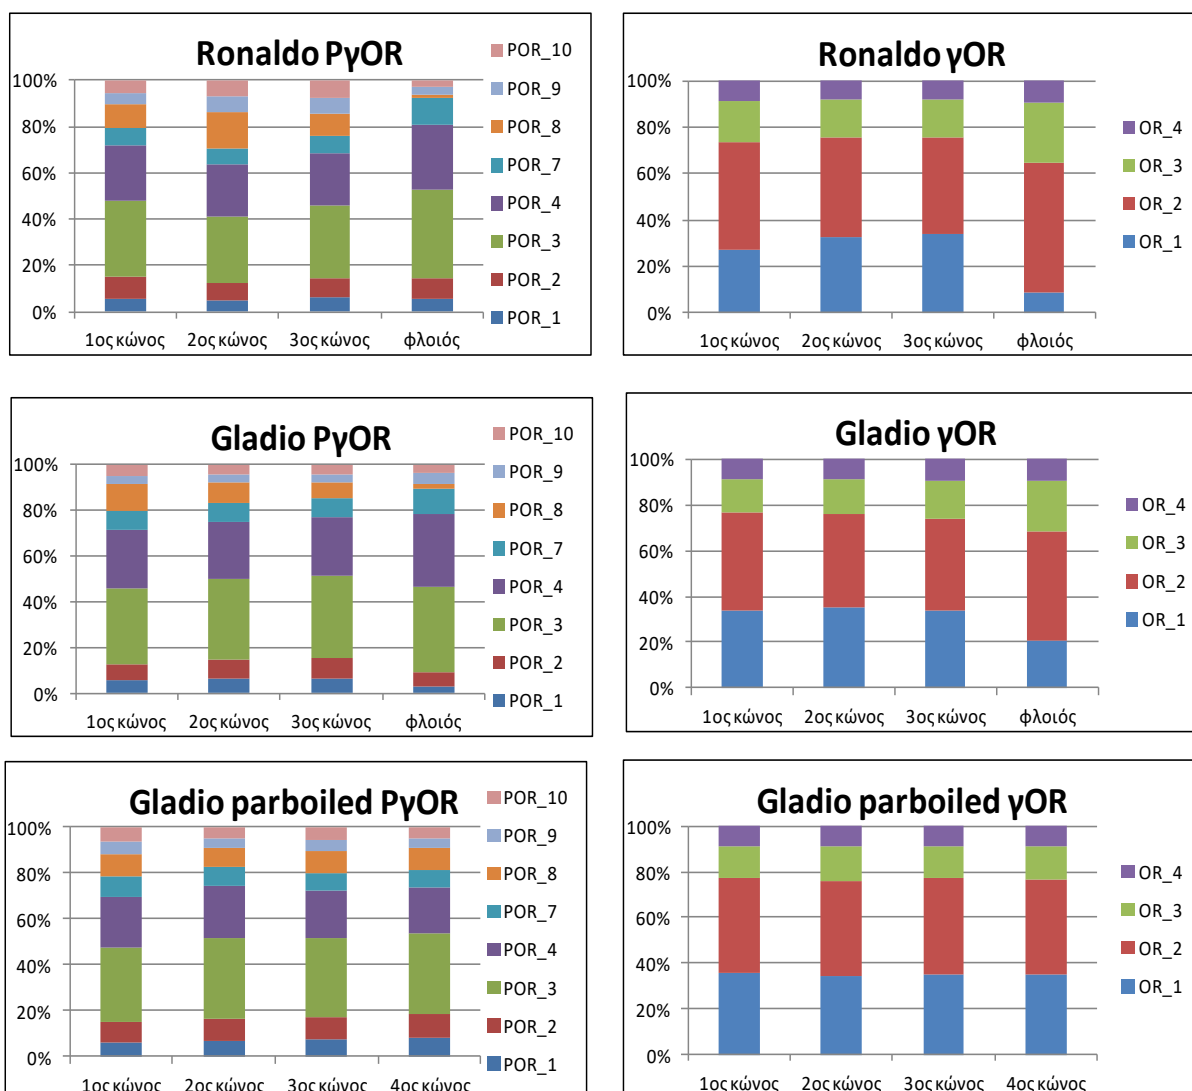 Ronaldo PγOR
100%
80%
60%
40%
20%
0%
1ος κώνος 2ος κώνος 3ος κώνος φλοιός
POR_10
POR_9
POR_8
POR_7
POR_4
POR_3
POR_2
POR_1
Ronaldo γOR
100%
80%
60%
40%
20%
0%
1ος κώνος 2ος κώνος 3ος κώνος φλοιός
OR_4
OR_3
OR_2
OR_1
Gladio PγOR
100%
80%
60%
40%
20%
0%
1ος κώνος 2ος κώνος 3ος κώνος φλοιός
POR_10
POR_9
POR_8
POR_7
POR_4
POR_3
POR_2
POR_1
Gladio γOR
100%
80%
60%
40%
20%
0%
1ος κώνος 2ος κώνος 3ος κώνος φλοιός
OR_4
OR_3
OR_2
OR_1
Gladio parboiled PγOR
100%
80%
60%
40%
20%
0%
1ος κώνος 2ος κώνος 3ος κώνος 4ος κώνος
POR_10
POR_9
POR_8
POR_7
POR_4
POR_3
POR_2
POR_1
Gladio parboiled γOR
100%
80%
60%
40%
20%
0%
1ος κώνος 2ος κώνος 3ος κώνος 4ος κώνος
OR_4
OR_3
OR_2
OR_1